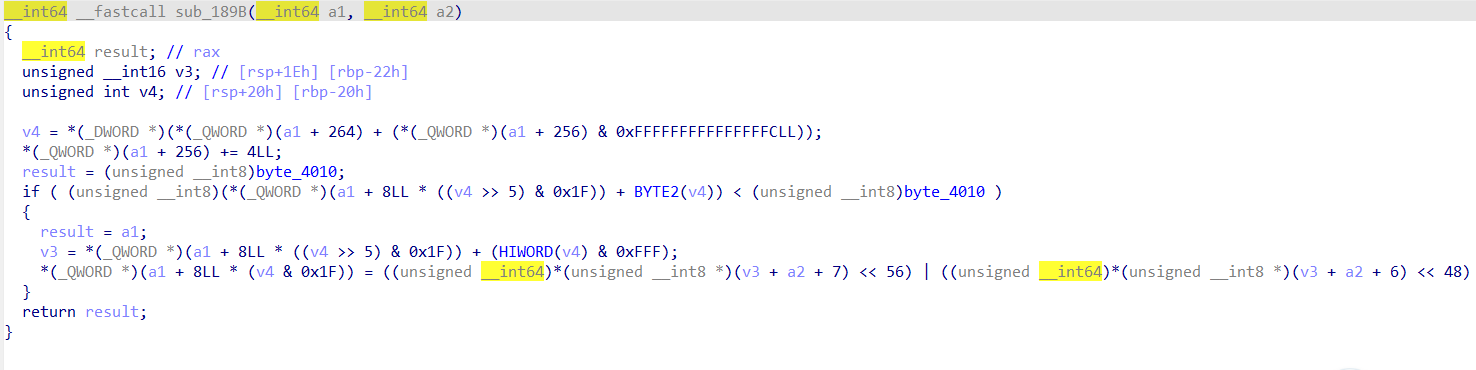 __int64 __fastcall sub_189B(__int64 a1, __int64 a2)
{
  __int64 result; // rax
  unsigned __int16 v3; // [rsp+1Eh] [rbp-22h]
  unsigned int v4; // [rsp+20h] [rbp-20h]

  v4 = *(_DWORD *)(*(_QWORD *)(a1 + 264) + (*(_QWORD *)(a1 + 256) & 0xFFFFFFFFFFFFFFFCLL));
  *(_QWORD *)(a1 + 256) += 4LL;
  result = (unsigned __int8)byte_4010;
  if ( (unsigned __int8)(*(_QWORD *)(a1 + 8LL * ((v4 >> 5) & 0x1F)) + BYTE2(v4)) < (unsigned __int8)byte_4010 )
  {
    result = a1;
    v3 = *(_QWORD *)(a1 + 8LL * ((v4 >> 5) & 0x1F)) + (HIWORD(v4) & 0xFFF);
    *(_QWORD *)(a1 + 8LL * (v4 & 0x1F)) = ((unsigned __int64)*(unsigned __int8 *)(v3 + a2 + 7) << 56) | ((unsigned __int64)*(unsigned __int8 *)(v3 + a2 + 6) << 48)
  }
  return result;
}